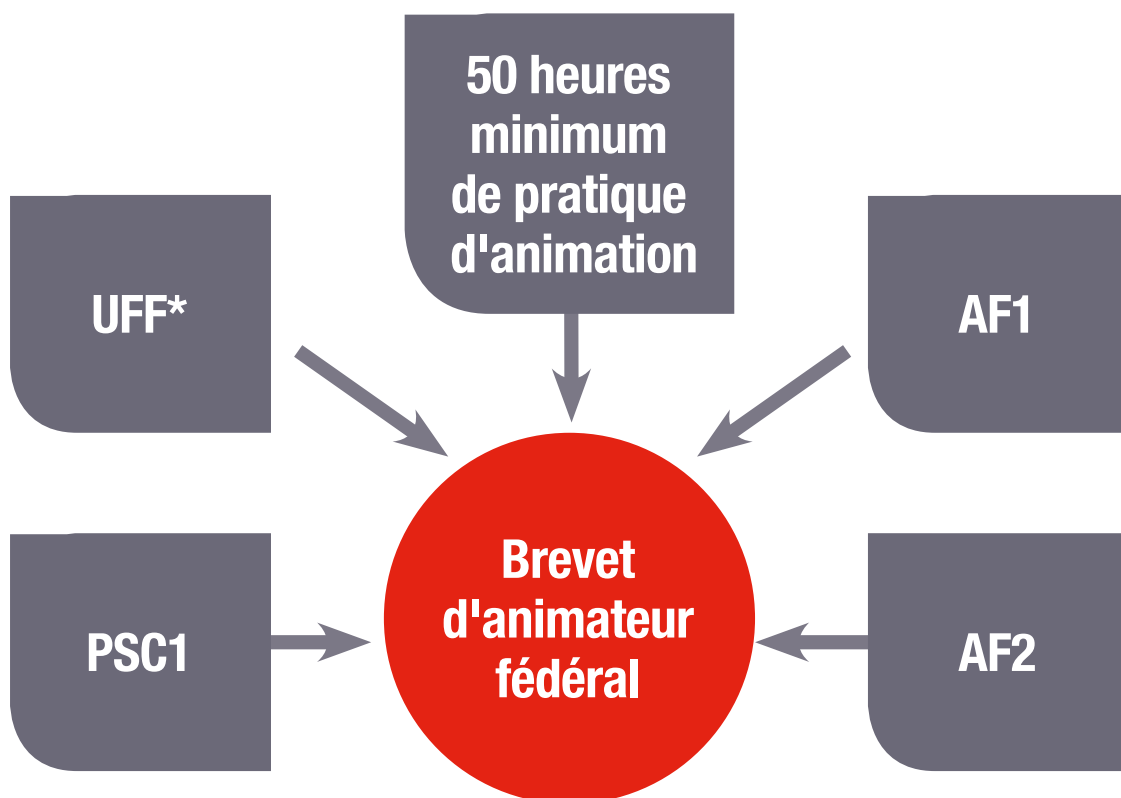 50 heures
minimum
de pratique
d'animation
UFF*
AF1
Brevet
d'animateur
fédéral
PSC1
AF2